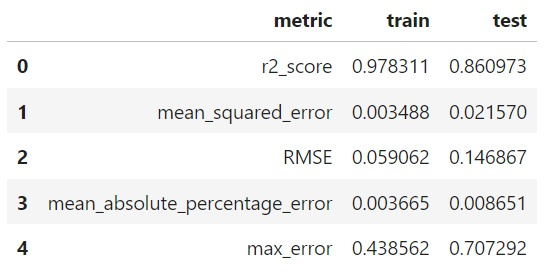 metric train test
0 r2_score 0.978311 0.860973
1 mean_squared_error 0.003488 0.021570
2 RMSE 0.059062 0.146867
3 mean_absolute_percentage_error 0.003665 0.008651
4 max_error 0.438562 0.707292